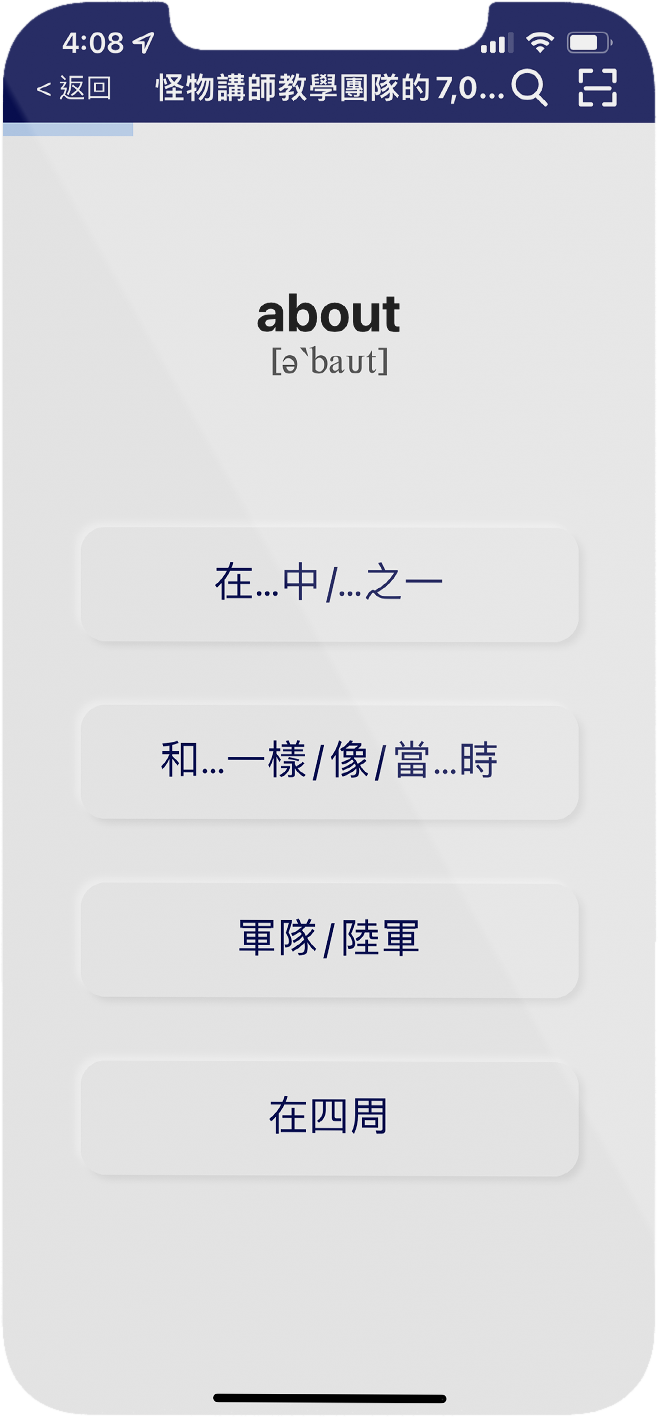 4:08
< 返回 怪物講師教學團隊的7,0...
about
[ə`baut]
在...中/...之一
和...一樣/像/當...時
軍隊/陸軍
在四周